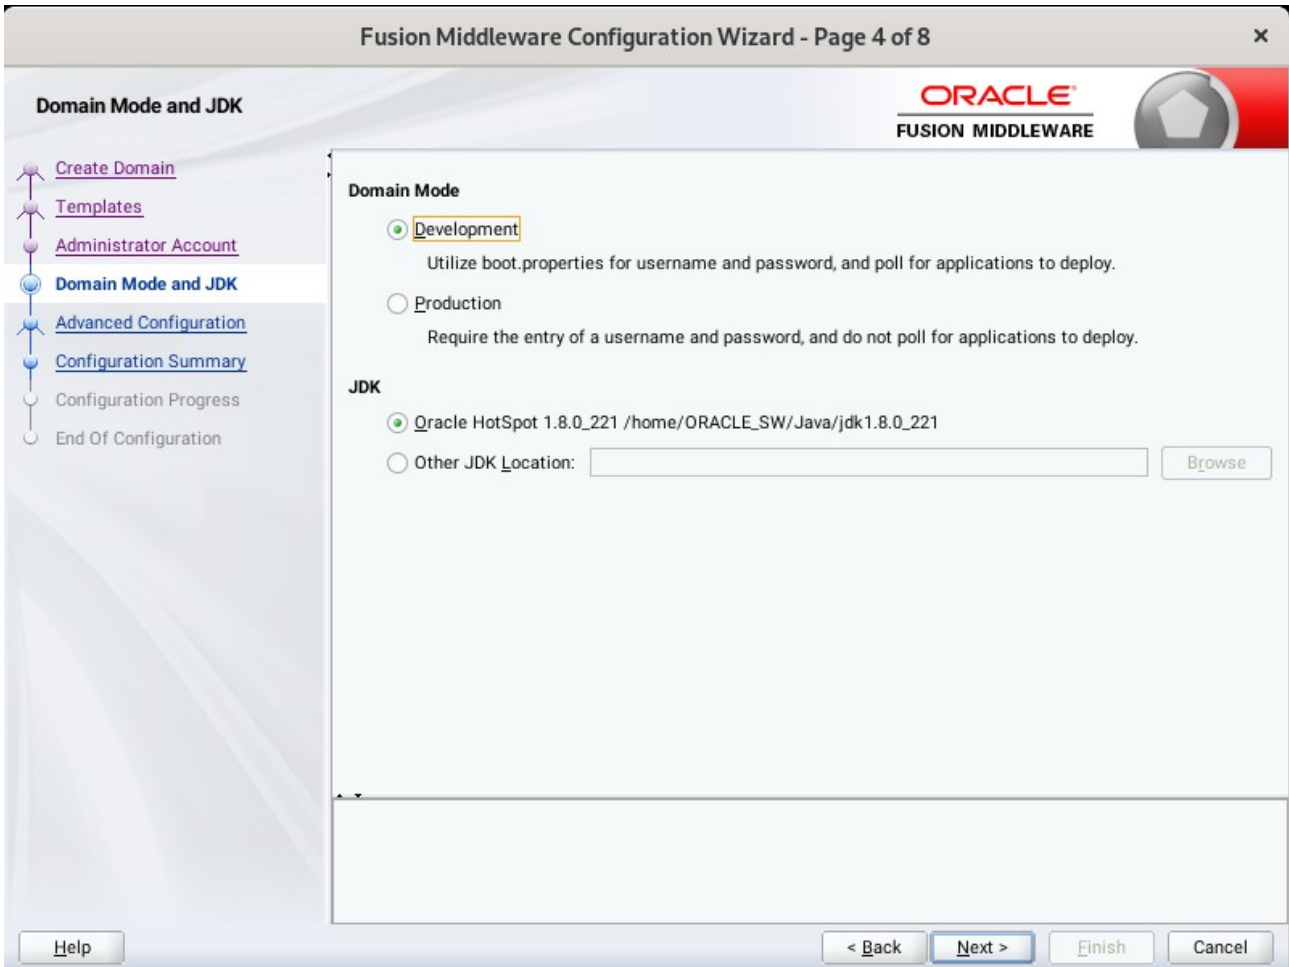 Fusion Middleware Configuration Wizard - Page 4 of 8
Domain Mode and JDK
ORACLE
FUSION MIDDLEWARE
Create Domain
Templates
Administrator Account
Domain Mode and JDK
Advanced Configuration
Configuration Summary
Configuration Progress
End Of Configuration
Domain Mode
Development
Utilize boot.properties for username and password, and poll for applications to deploy.
Production
Require the entry of a username and password, and do not poll for applications to deploy.
JDK
Oracle HotSpot 1.8.0_221 /home/ORACLE_SW/Java/jdk1.8.0_221
Other JDK Location:
Browse
Help
< Back
Next >
Finish
Cancel